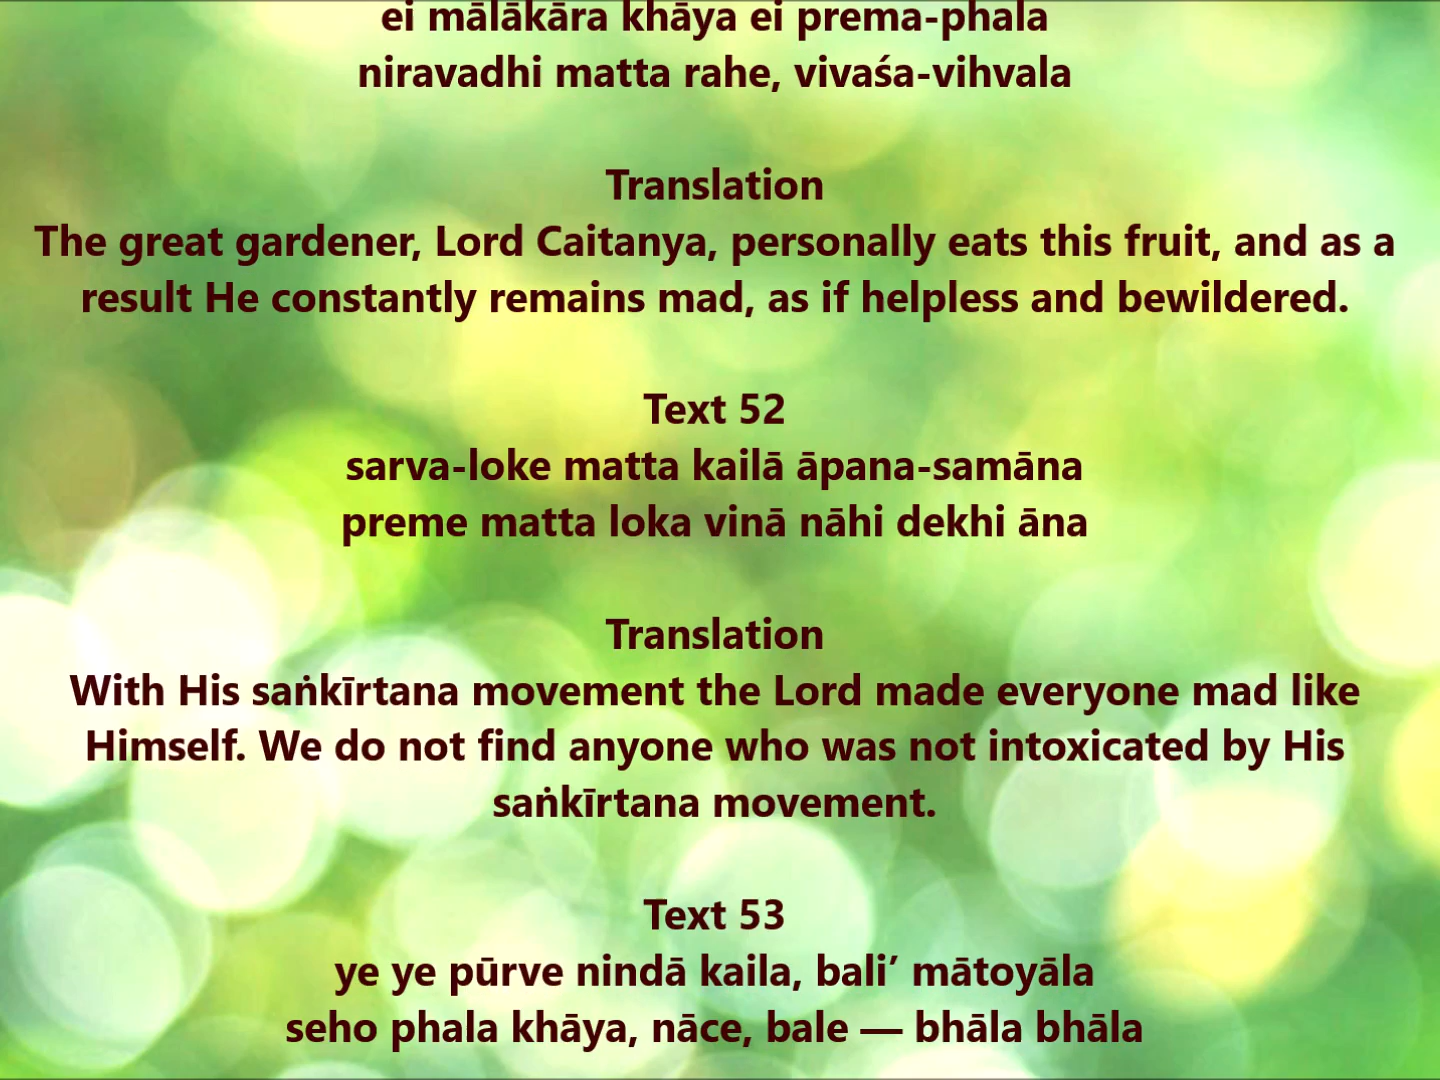 ei mālākāra khāya ei prema-phala
niravadhi matta rahe, vivaśa-vihvala
Translation
The great gardener, Lord Caitanya, personally eats this fruit, and as a
result He constantly remains mad, as if helpless and bewildered.
Text 52
sarva-loke matta kailā āpana-samāna
preme matta loka vinā nāhi dekhi āna
Translation
With His saṅkīrtana movement the Lord made everyone mad like
Himself. We do not find anyone who was not intoxicated by His
saṅkīrtana movement.
Text 53
ye ye pūrve nindā kaila, bali’ mātoyāla
seho phala khāya, nāce, bale — bhāla bhāla